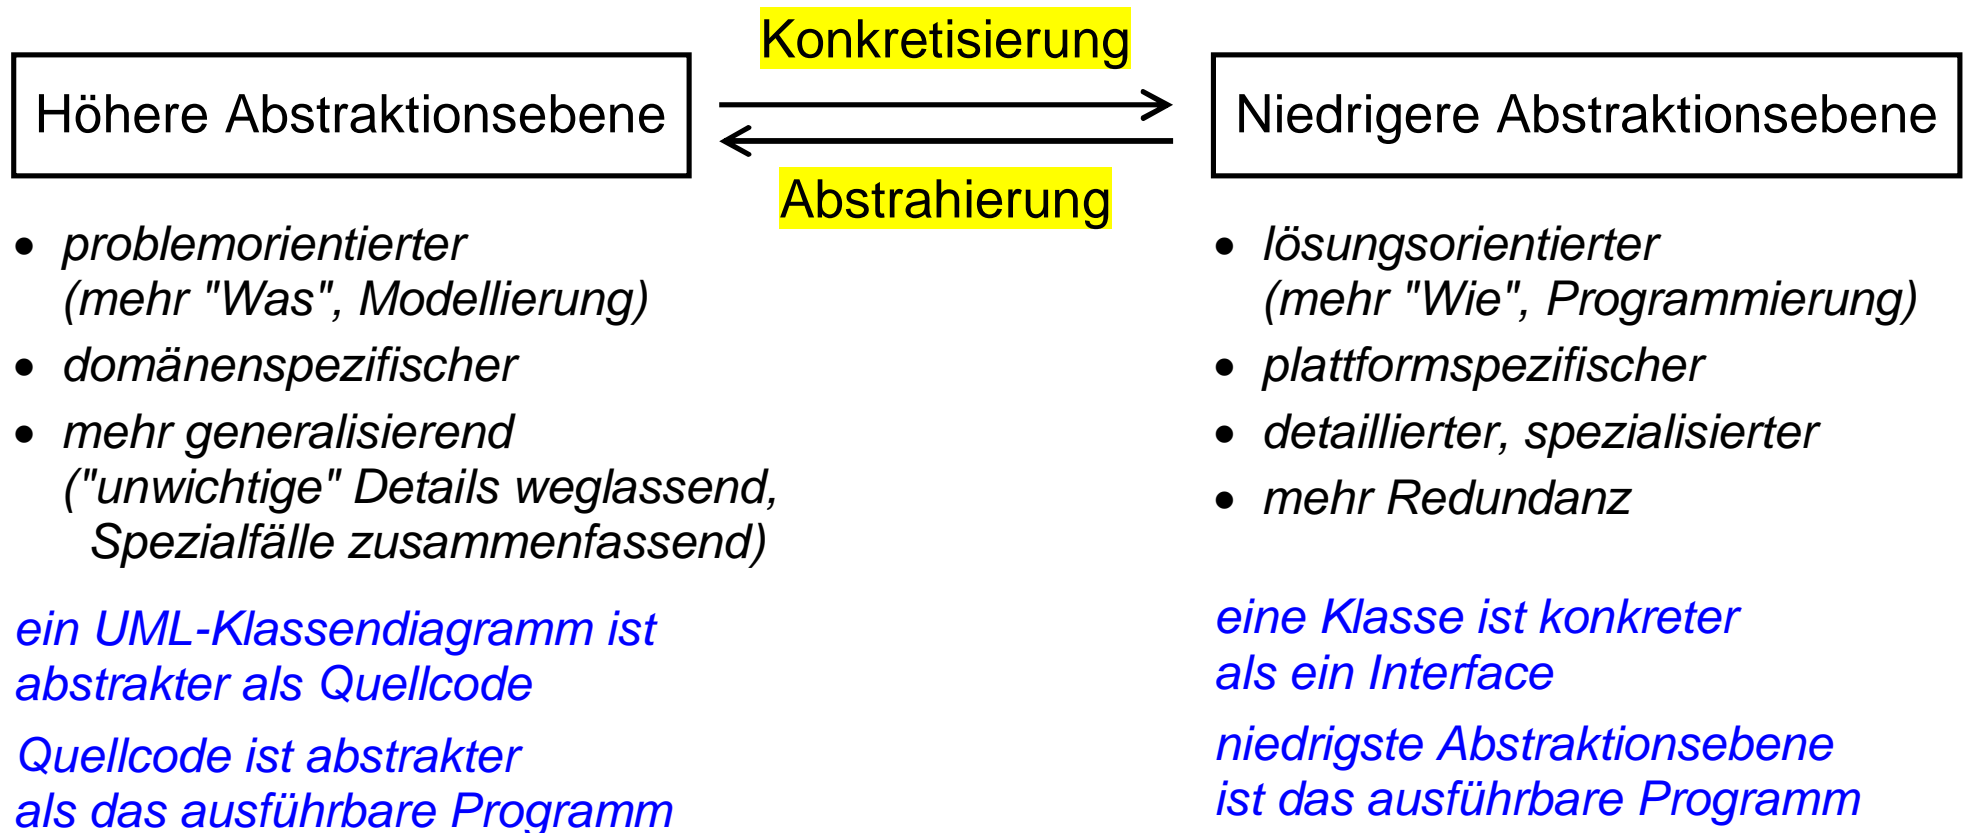 Konkretisierung
Höhere Abstraktionsebene
Niedrigere Abstraktionsebene
Abstrahierung
• problemorientierter
(mehr "Was", Modellierung)
• domänenspezifischer
• mehr generalisierend
("unwichtige" Details weglassend,
Spezialfälle zusammenfassend)
ein UML-Klassendiagramm ist
abstrakter als Quellcode
Quellcode ist abstrakter
als das ausführbare Programm
• lösungsorientierter
(mehr "Wie", Programmierung)
• plattformspezifischer
• detaillierter, spezialisierter
• mehr Redundanz
eine Klasse ist konkreter
als ein Interface
niedrigste Abstraktionsebene
ist das ausführbare Programm